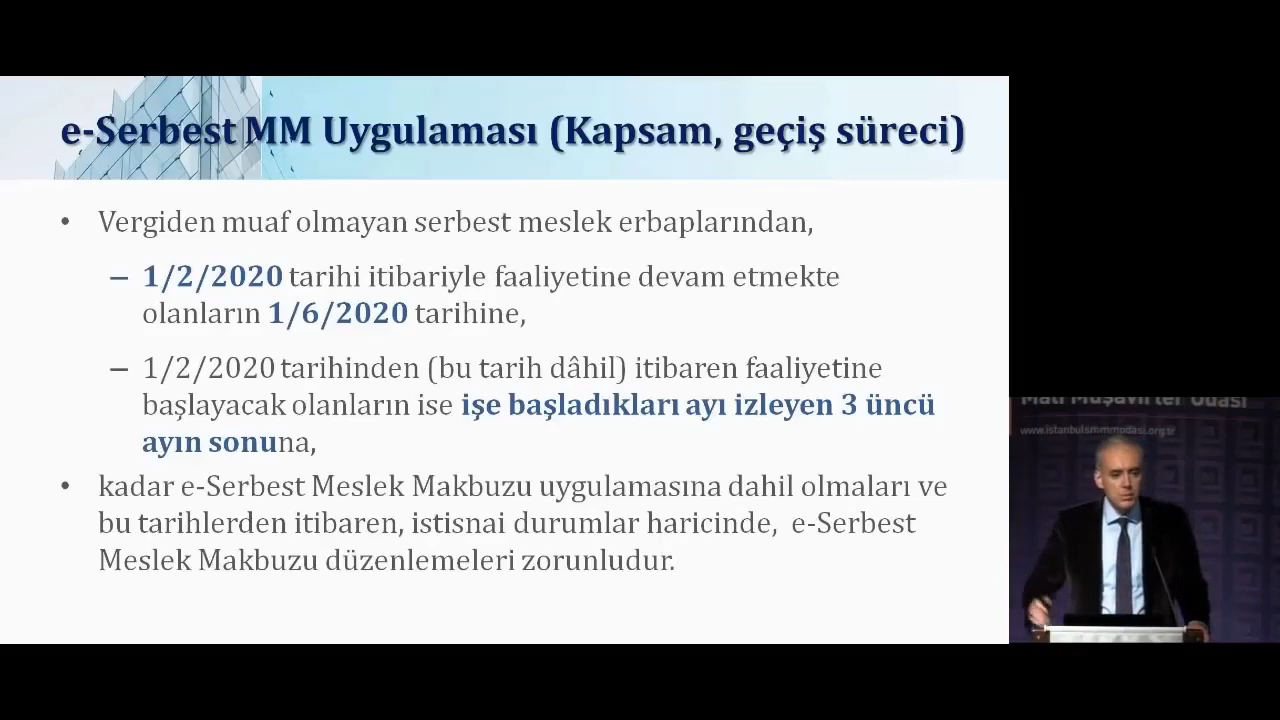 e-Serbest MM Uygulaması (Kapsam, geçiş süreci)
• Vergiden muaf olmayan serbest meslek erbaplarından,
– 1/2/2020 tarihi itibariyle faaliyetine devam etmekte
olanların 1/6/2020 tarihine,
– 1/2/2020 tarihinden (bu tarih dâhil) itibaren faaliyetine
başlayacak olanların ise işe başladıkları ayı izleyen 3 üncü
ayın sonuna,
• kadar e-Serbest Meslek Makbuzu uygulamasına dahil olmaları ve
bu tarihlerden itibaren, istisnai durumlar haricinde, e-Serbest
Meslek Makbuzu düzenlemeleri zorunludur.
Mali Müşavirler Odası
www.istanbulsmmmodasi.org.tr